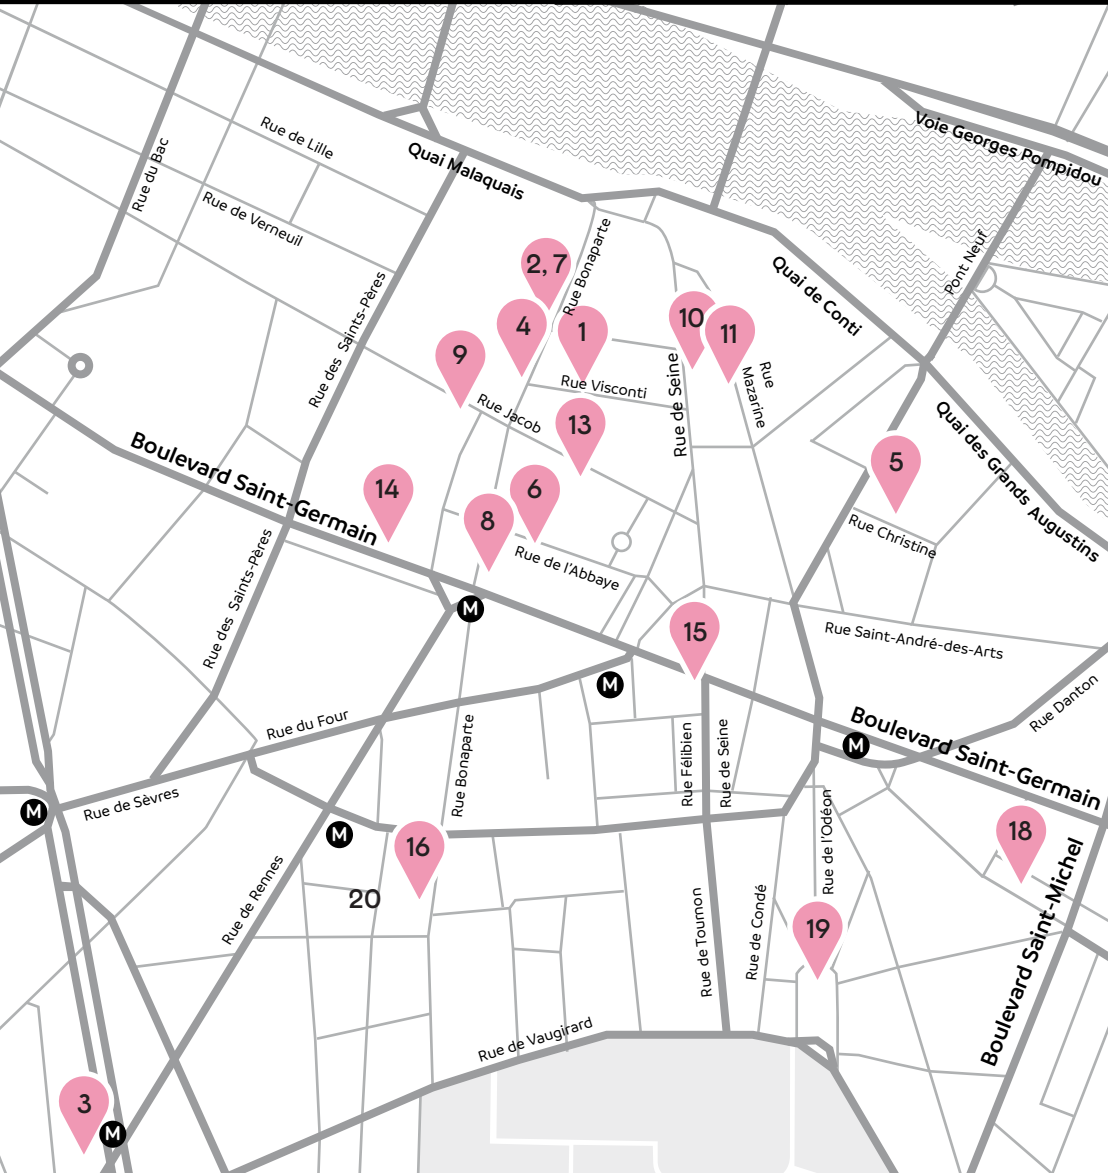 Voie Georges Pompidou
Rue de Lille
Quai Malaquais
Rue du Bac
Rue de Verneuil
Rue Bonaparte
Pont Neuf
2, 7
Quai de Conti
Rue des Saints-Pères
4
1
10
11
9
Rue Visconti
Rue de Seine
Rue
Mazarine
Rue Jacob
13
Quai des Grands Augustins
Boulevard Saint-Germain
5
14
6
8
Rue Christine
Rue de l'Abbaye
Rue des Saints-Pères
M
15
Rue Saint-André-des-Arts
M
Rue Danton
Rue du Four
Boulevard Saint-Germain
M
Rue Bonaparte
Rue Félibien
Rue de Seine
Rue de Sèvres
M
M
Rue de l'Odéon
18
16
20
Boulevard Saint-Michel
Rue de Rennes
19
Rue de Toumon
Rue de Condé
Rue de Vaugirard
3
M